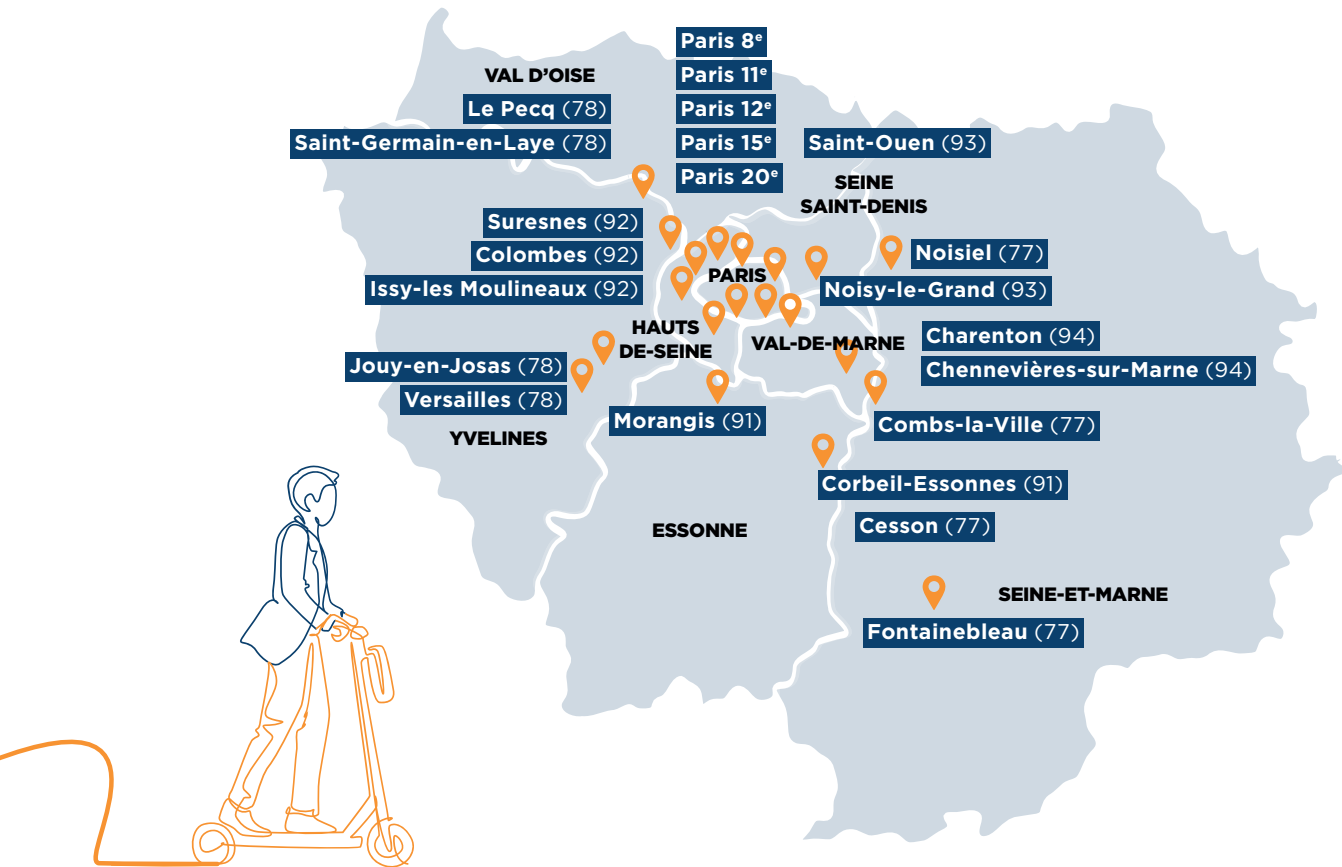 Paris 8e
Paris 11e
Paris 12e
Paris 15e
Paris 20e
VAL D'OISE
Le Pecq (78)
Saint-Germain-en-Laye (78)
Saint-Ouen (93)
SEINE
SAINT-DENIS
Suresnes (92)
Colombes (92)
Issy-les Moulineaux (92)
PARIS
Noisiel (77)
Noisy-le-Grand (93)
HAUTS
DE-SEINE
VAL-DE-MARNE
Charenton (94)
Chennevières-sur-Marne (94)
Jouy-en-Josas (78)
Versailles (78)
YVELINES
Morangis (91)
Combs-la-Ville (77)
Corbeil-Essonnes (91)
Cesson (77)
ESSONNE
SEINE-ET-MARNE
Fontainebleau (77)